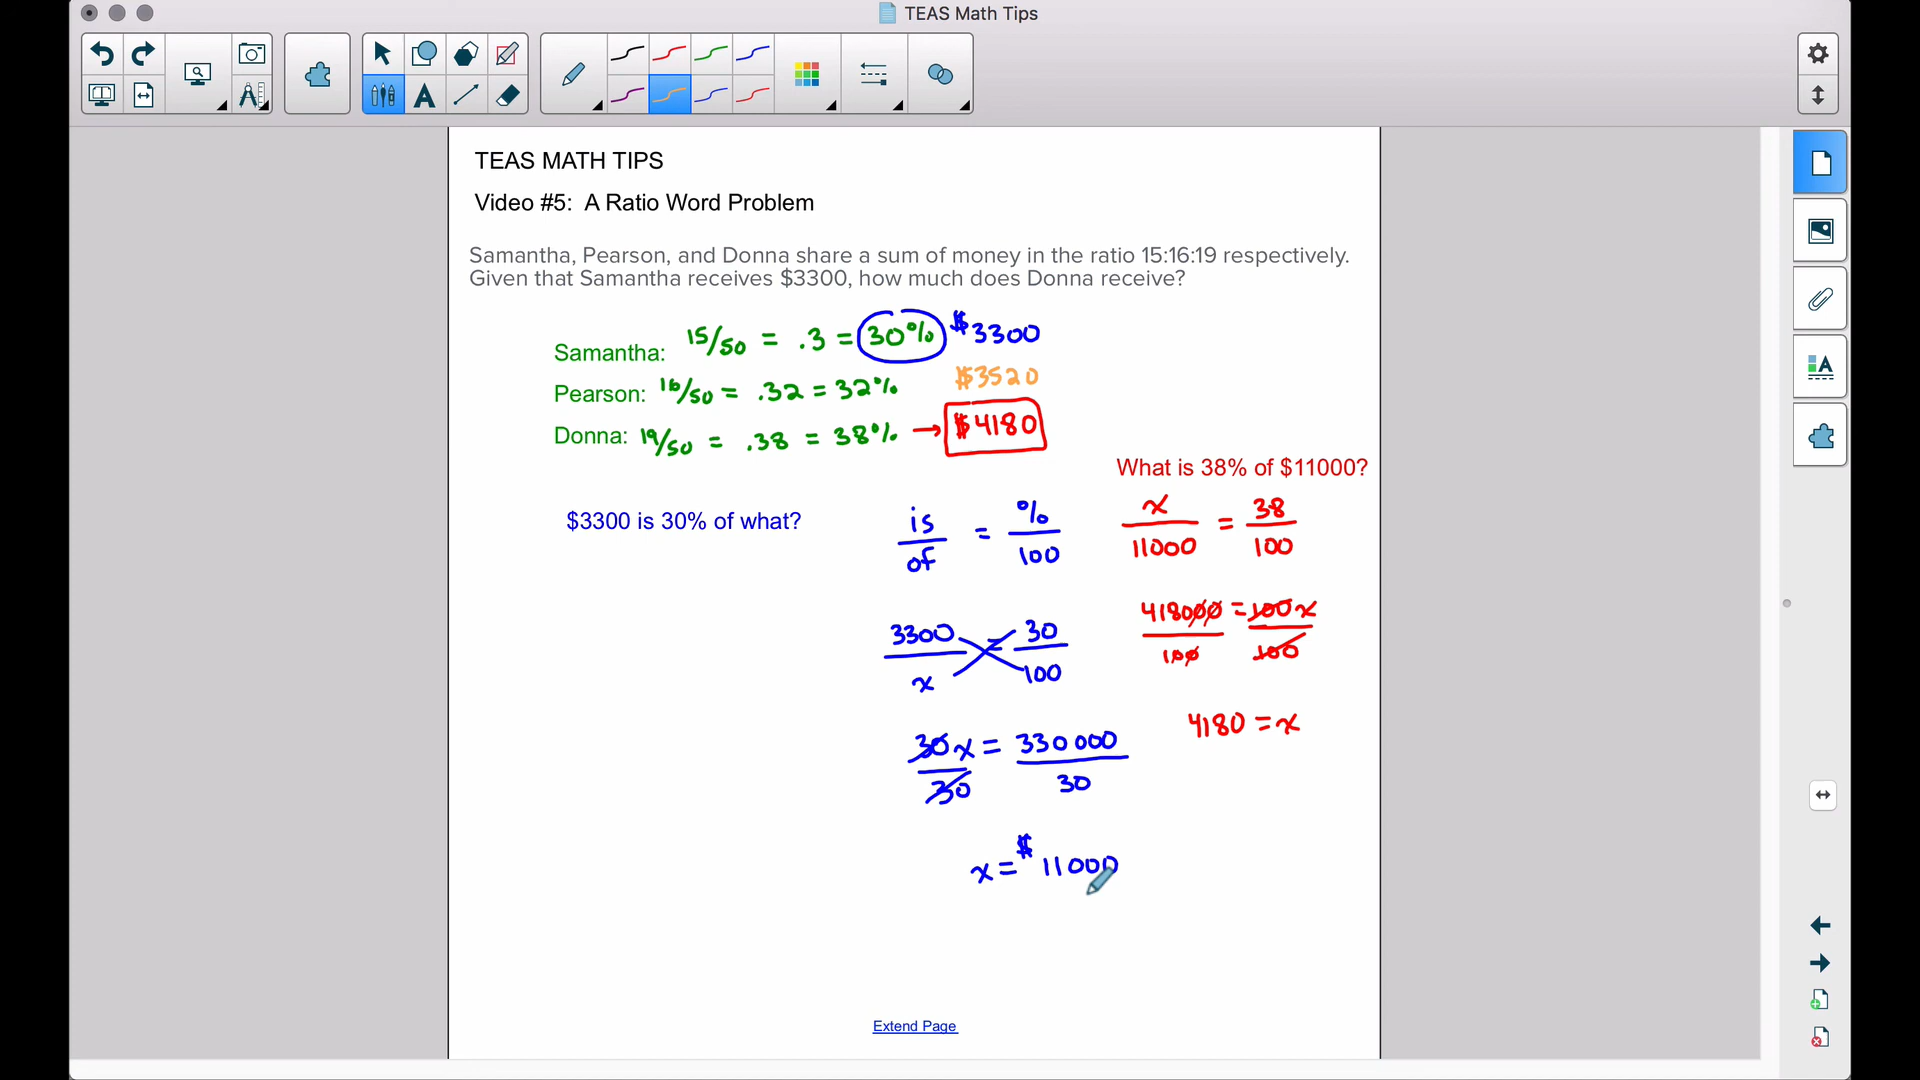 TEAS Math Tips
TEAS MATH TIPS
Video #5: A Ratio Word Problem
Samantha, Pearson, and Donna share a sum of money in the ratio 15:16:19 respectively.
Given that Samantha receives $3300, how much does Donna receive?
Samantha: 15/50 = .3 = 30% $3300
Pearson: 16/50 = .32 = 32% $3520
Donna: 19/50 = .38 = 38% → $4180
$3300 is 30% of what?
is/of = %/100
3300/x = 30/100
30x/30 = 330000/30
x = $11000
What is 38% of $11000?
x/11000 = 38/100
418000/100 = 100x/100
4180 = x
Extend Page